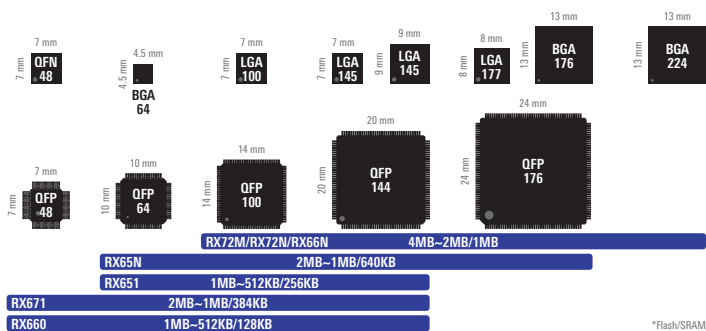 7 mm
4.5 mm
7 mm
7 mm
9 mm
8 mm
13 mm
13 mm
7 mm
QFN
48
4.5 mm
BGA
64
7 mm
LGA
100
7 mm
LGA
145
9 mm
LGA
145
8 mm
LGA
177
13 mm
BGA
176
13 mm
BGA
224
7 mm
10 mm
14 mm
20 mm
24 mm
7 mm
QFP
48
10 mm
QFP
64
14 mm
QFP
100
20 mm
QFP
144
24 mm
QFP
176
RX72M/RX72N/RX66N 4MB~2MB/1MB
RX65N 2MB~1MB/640KB
RX651 1MB~512KB/256KB
RX671 2MB~1MB/384KB
RX660 1MB~512KB/128KB
*Flash/SRAM